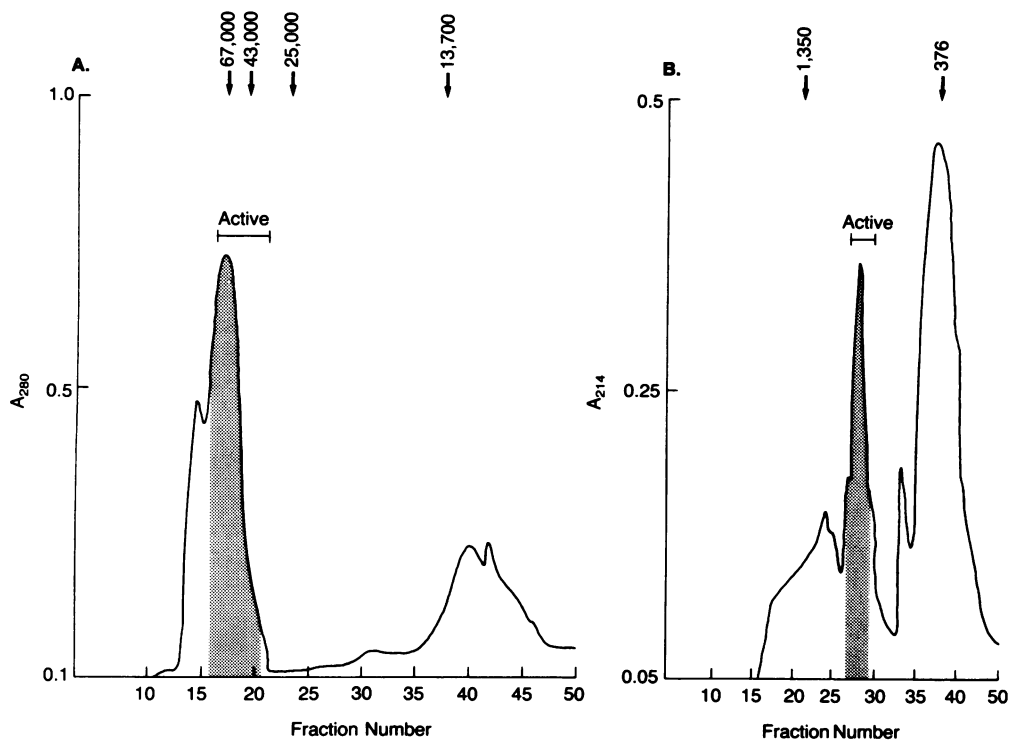 A.
67,000
43,000
25,000
13,700
1.0
0.5
0.1
A280
Active
10 15 20 25 30 35 40 45 50
Fraction Number
B.
1,350
376
0.5
0.25
0.05
A214
Active
10 15 20 25 30 35 40 50
Fraction Number